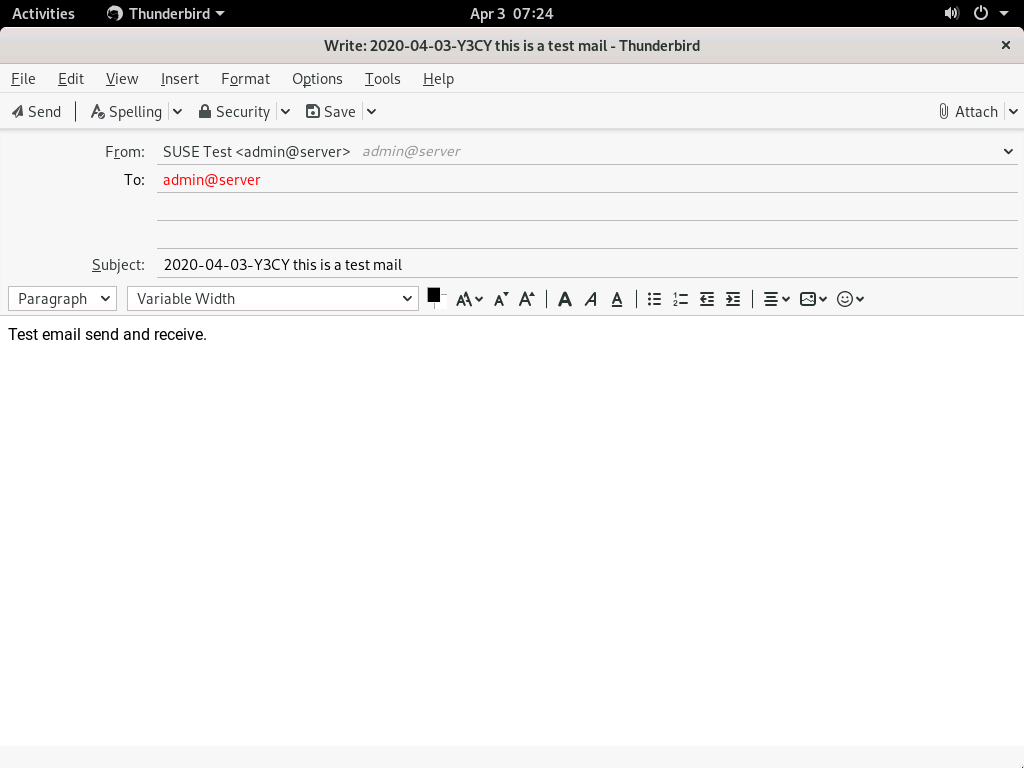 Activities Thunderbird Apr 3 07:24
Write: 2020-04-03-Y3CY this is a test mail - Thunderbird
File Edit View Insert Format Options Tools Help
Send Spelling Security Save Attach
From: SUSE Test <admin@server> admin@server
To: admin@server
Subject: 2020-04-03-Y3CY this is a test mail
Paragraph Variable Width
Test email send and receive.